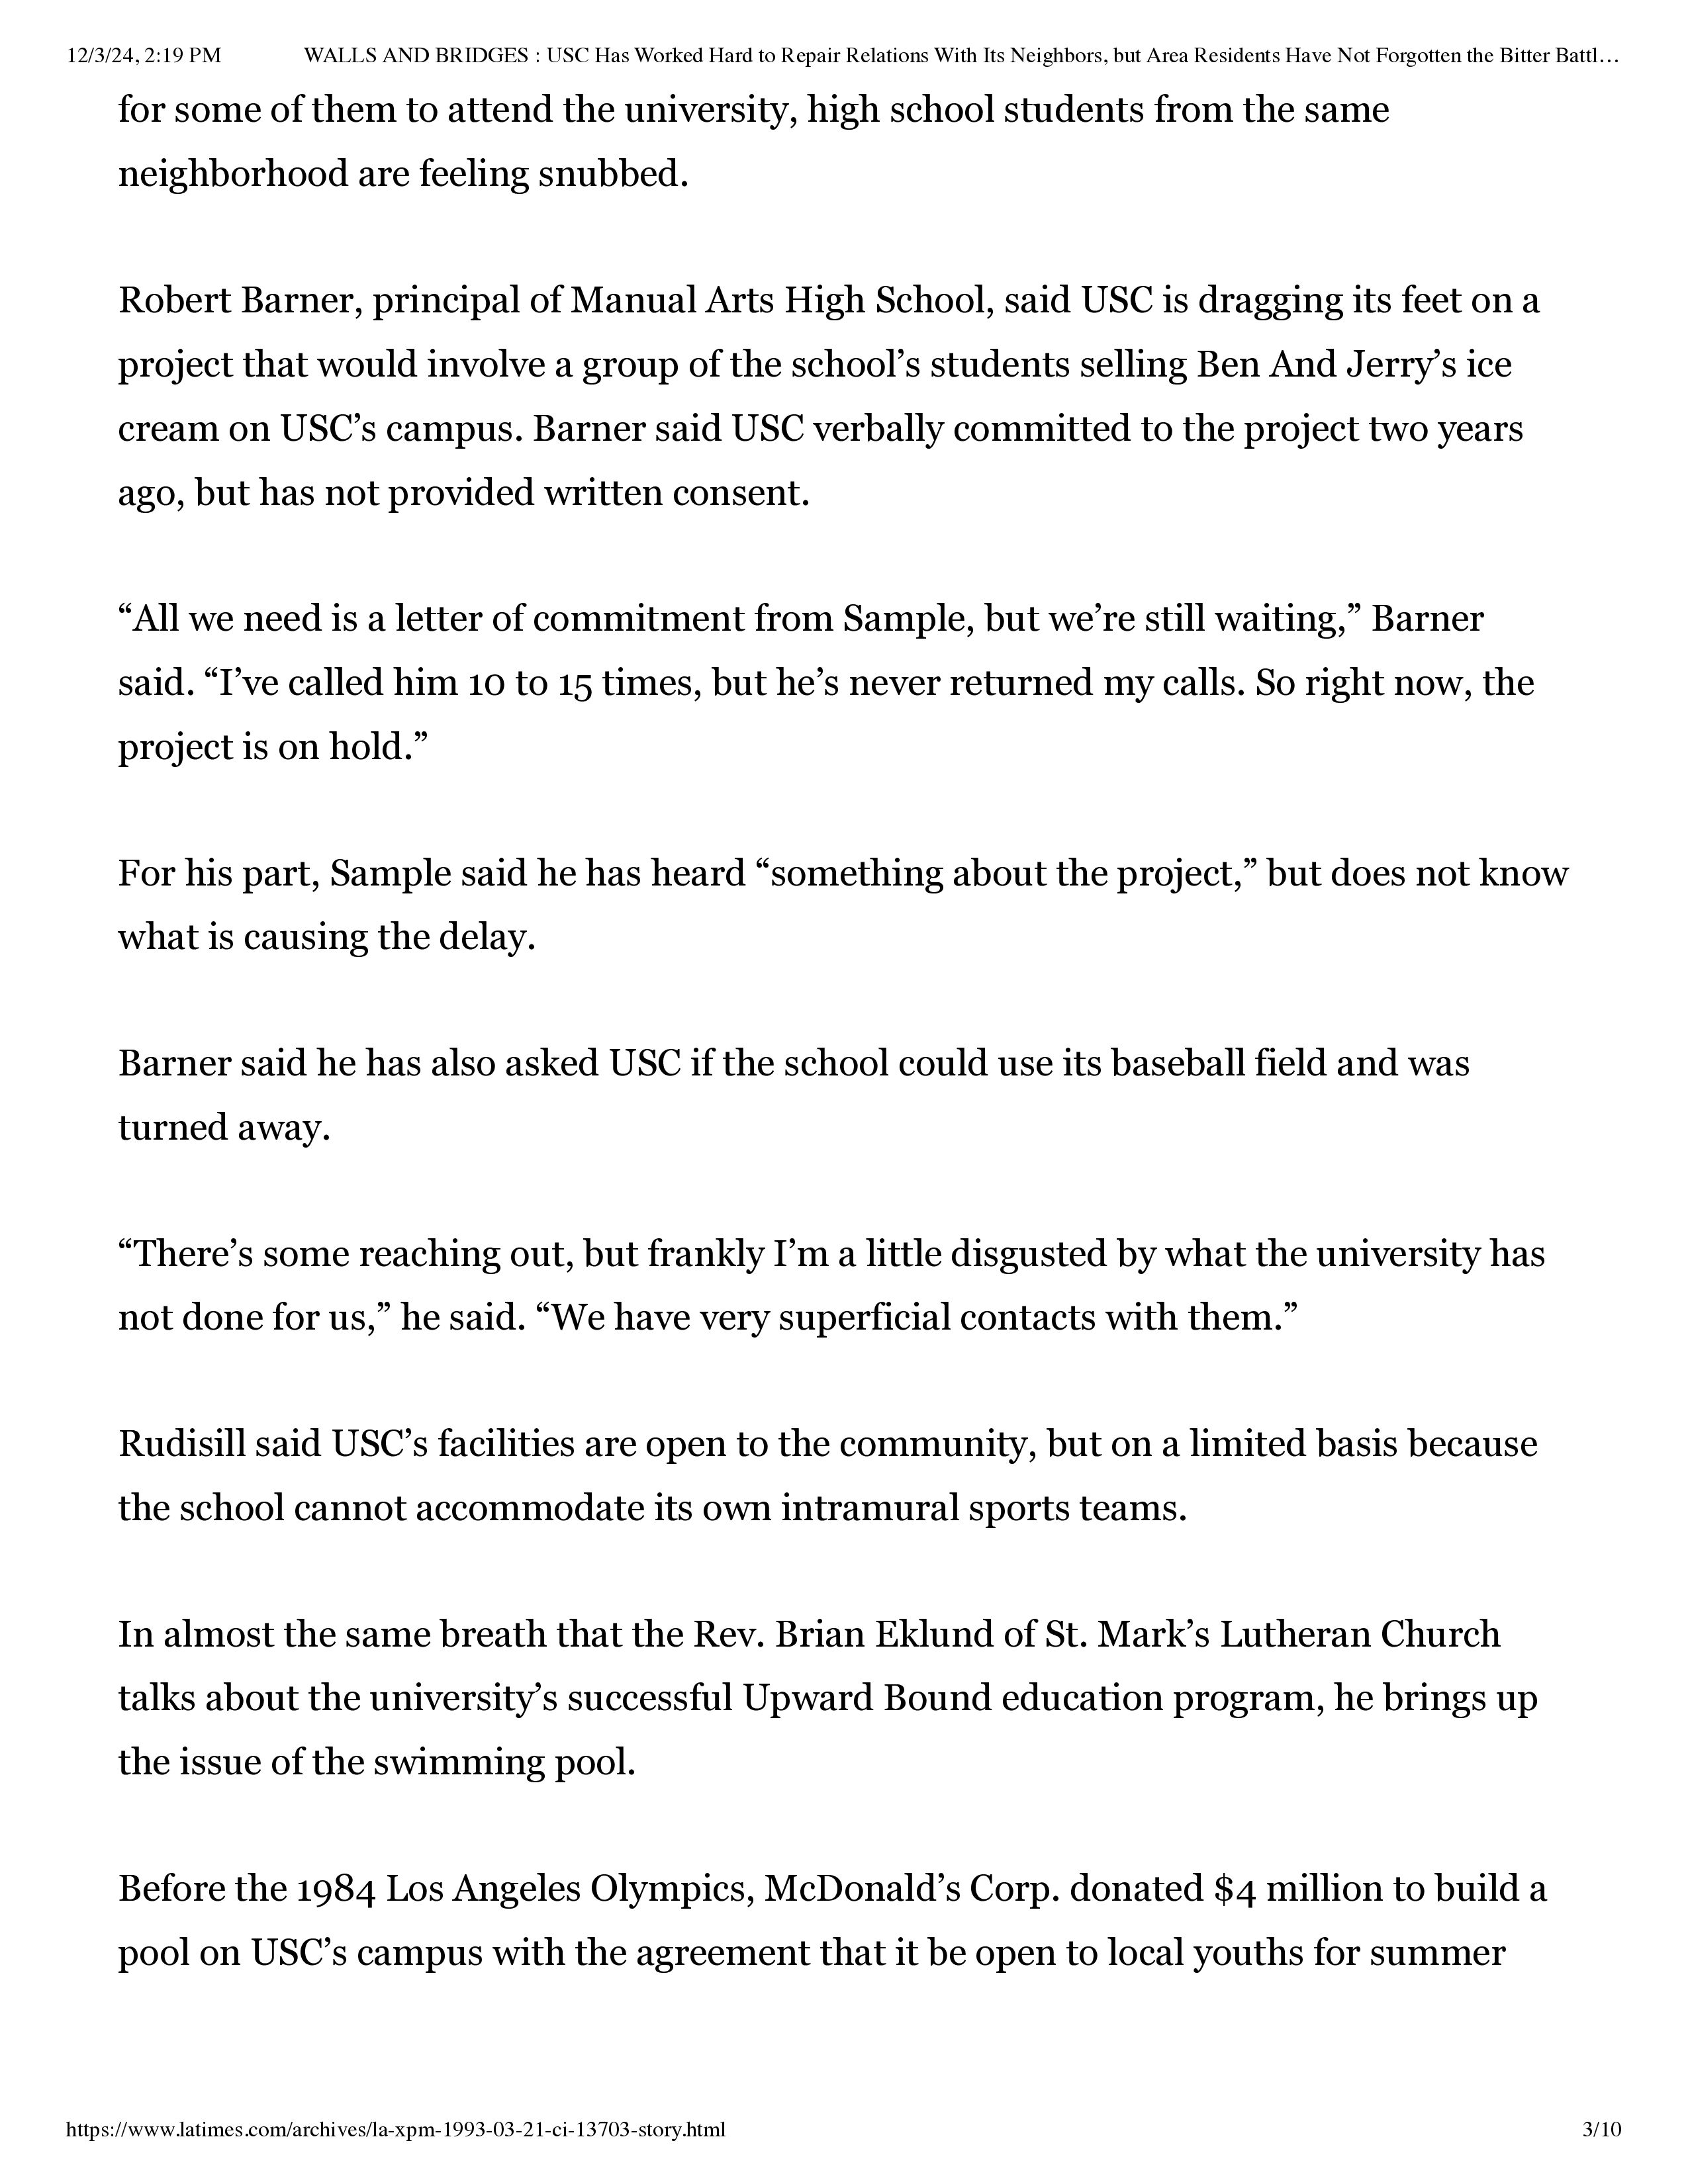 12/3/24, 2:19 PM WALLS AND BRIDGES : USC Has Worked Hard to Repair Relations With Its Neighbors, but Area Residents Have Not Forgotten the Bitter Battl…
for some of them to attend the university, high school students from the same
neighborhood are feeling snubbed.
Robert Barner, principal of Manual Arts High School, said USC is dragging its feet on a
project that would involve a group of the school’s students selling Ben And Jerry’s ice
cream on USC’s campus. Barner said USC verbally committed to the project two years
ago, but has not provided written consent.
“All we need is a letter of commitment from Sample, but we’re still waiting,” Barner
said. “I’ve called him 10 to 15 times, but he’s never returned my calls. So right now, the
project is on hold.”
For his part, Sample said he has heard “something about the project,” but does not know
what is causing the delay.
Barner said he has also asked USC if the school could use its baseball field and was
turned away.
“There’s some reaching out, but frankly I’m a little disgusted by what the university has
not done for us,” he said. “We have very superficial contacts with them.”
Rudisill said USC’s facilities are open to the community, but on a limited basis because
the school cannot accommodate its own intramural sports teams.
In almost the same breath that the Rev. Brian Eklund of St. Mark’s Lutheran Church
talks about the university’s successful Upward Bound education program, he brings up
the issue of the swimming pool.
Before the 1984 Los Angeles Olympics, McDonald’s Corp. donated $4 million to build a
pool on USC’s campus with the agreement that it be open to local youths for summer
https://www.latimes.com/archives/la-xpm-1993-03-21-ci-13703-story.html 3/10